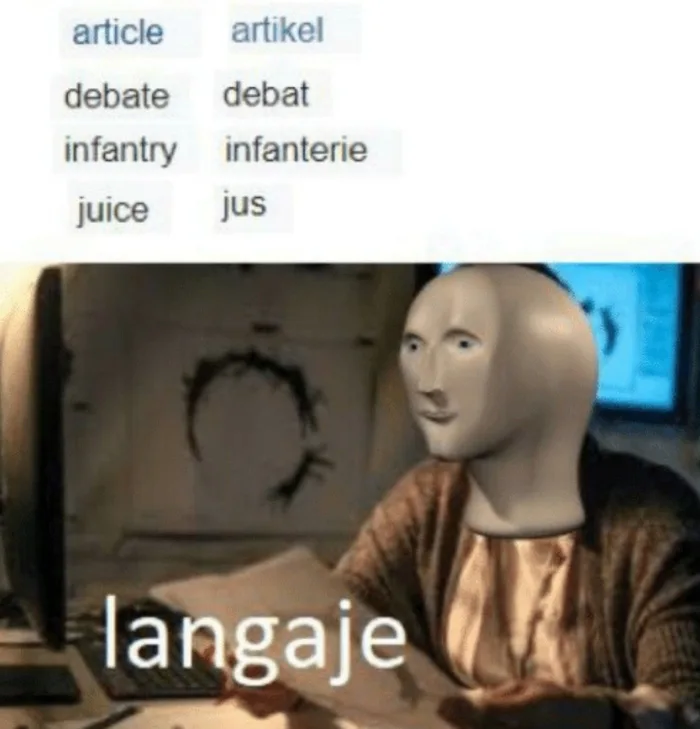 article artikel
debate debat
infantry infanterie
juice jus
langaje